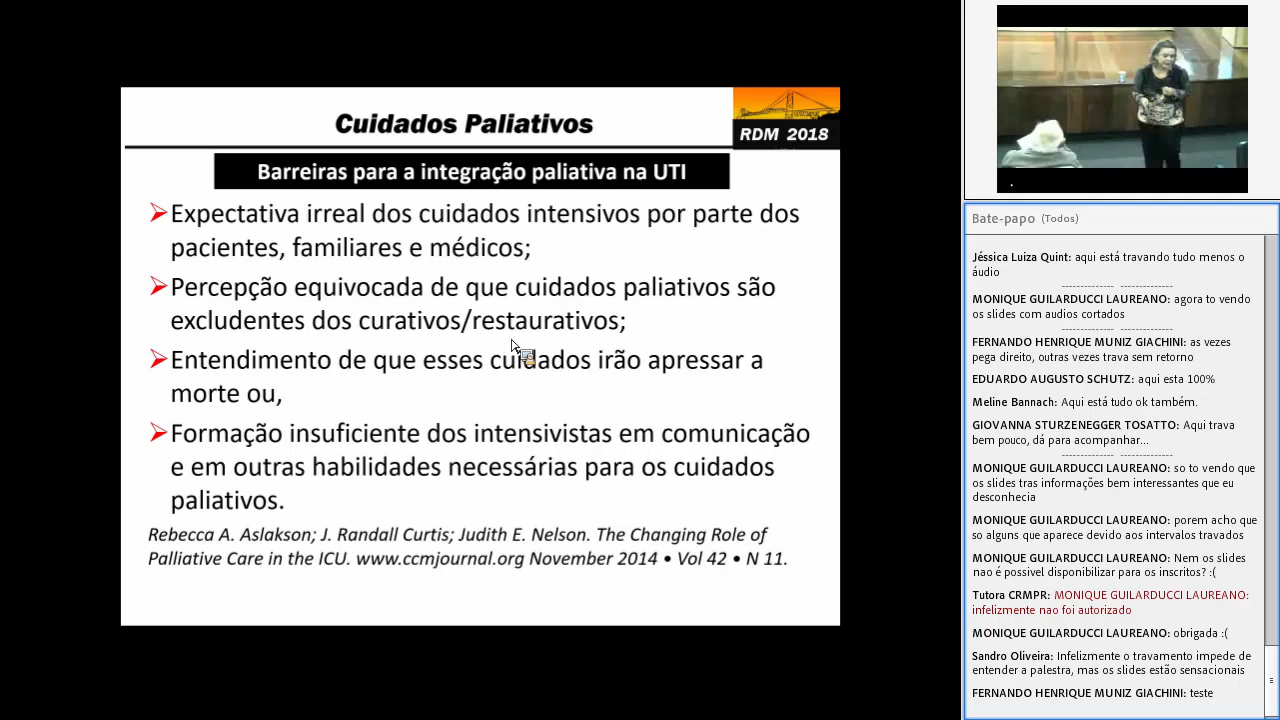 Cuidados Paliativos
RDM 2018
Barreiras para a integração paliativa na UTI
Expectativa irreal dos cuidados intensivos por parte dos
pacientes, familiares e médicos;
Percepção equivocada de que cuidados paliativos são
excludentes dos curativos/restaurativos;
Entendimento de que esses cuidados irão apressar a
morte ou,
Formação insuficiente dos intensivistas em comunicação
e em outras habilidades necessárias para os cuidados
paliativos.
Rebecca A. Aslakson; J. Randall Curtis; Judith E. Nelson. The Changing Role of
Palliative Care in the ICU. www.ccmjournal.org November 2014 • Vol 42 • N 11.
Bate-papo (Todos)
Jéssica Luiza Quint: aqui está travando tudo menos o
áudio
MONIQUE GUILARDUCCI LAUREANO: agora to vendo
os slides com audios cortados
FERNANDO HENRIQUE MUNIZ GIACHINI: as vezes
pega direito, outras vezes trava sem retorno
EDUARDO AUGUSTO SCHUTZ: aqui esta 100%
Meline Bannach: Aqui está tudo ok também.
GIOVANNA STURZENEGGER TOSATTO: Aqui trava
bem pouco, dá para acompanhar...
MONIQUE GUILARDUCCI LAUREANO: so to vendo que
os slides tras informações bem interessantes que eu
desconhecia
MONIQUE GUILARDUCCI LAUREANO: porem acho que
so alguns que aparece devido aos intervalos travados
MONIQUE GUILARDUCCI LAUREANO: Nem os slides
nao é possivel disponibilizar para os inscritos? :(
Tutora CRMPR: MONIQUE GUILARDUCCI LAUREANO:
infelizmente nao foi autorizado
MONIQUE GUILARDUCCI LAUREANO: obrigada :(
Sandro Oliveira: Infelizmente o travamento impede de
entender a palestra, mas os slides estão sensacionais
FERNANDO HENRIQUE MUNIZ GIACHINI: teste